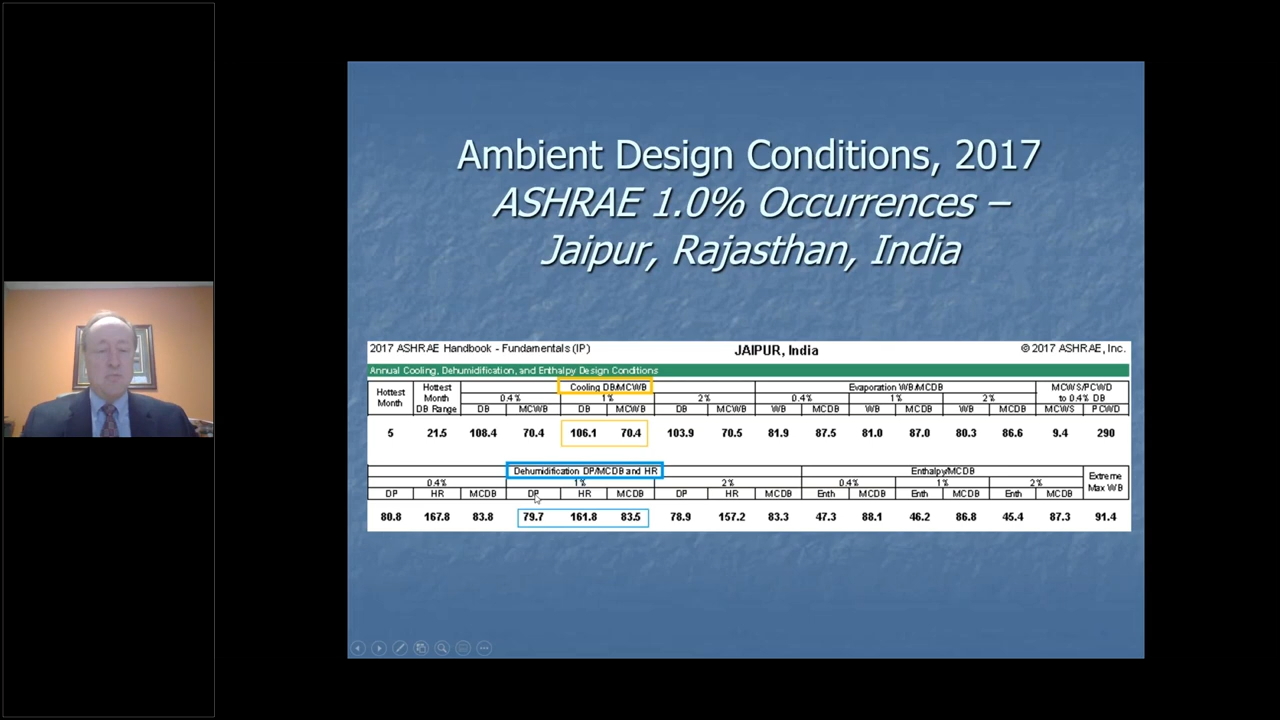 Ambient Design Conditions, 2017
ASHRAE 1.0% Occurrences –
Jaipur, Rajasthan, India
2017 ASHRAE Handbook - Fundamentals (IP) JAIPUR, India © 2017 ASHRAE, Inc.
Annual Cooling, Dehumidification, and Enthalpy Design Conditions
Hottest Month Hottest Month DB Range Cooling DB/MCWB Evaporation WB/MCDB MCWS/PCWD to 0.4% DB
0.4% 1% 2% 0.4% 1% 2%
DB MCWB DB MCWB DB MCWB WB MCDB WB MCDB WB MCDB MCWS PCWD
5 21.5 108.4 70.4 106.1 70.4 103.9 70.5 81.9 87.5 81.0 87.0 80.3 86.6 9.4 290
Dehumidification DP/MCDB and HR Enthalpy/MCDB Extreme Max WB
0.4% 1% 2% 0.4% 1% 2%
DP HR MCDB DP HR MCDB DP HR MCDB Enth MCDB Enth MCDB Enth MCDB
80.8 167.8 83.8 79.7 161.8 83.5 78.9 157.2 83.3 47.3 88.1 46.2 86.8 45.4 87.3 91.4